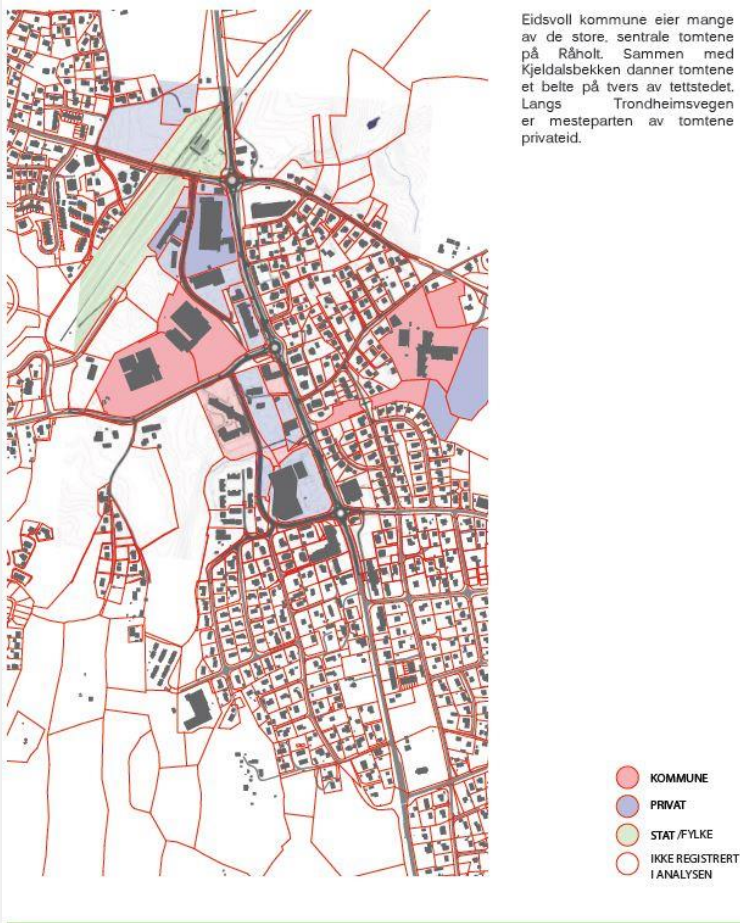 Eidsvoll kommune eier mange
av de store, sentrale tomtene
på Råholt. Sammen med
Kjeldalsbekken danner tomtene
et belte på tvers av tettstedet.
Langs Trondheimsvegen
er mesteparten av tomtene
privateid.
KOMMUNE
PRIVAT
STAT /FYLKE
IKKE REGISTRERT
I ANALYSEN